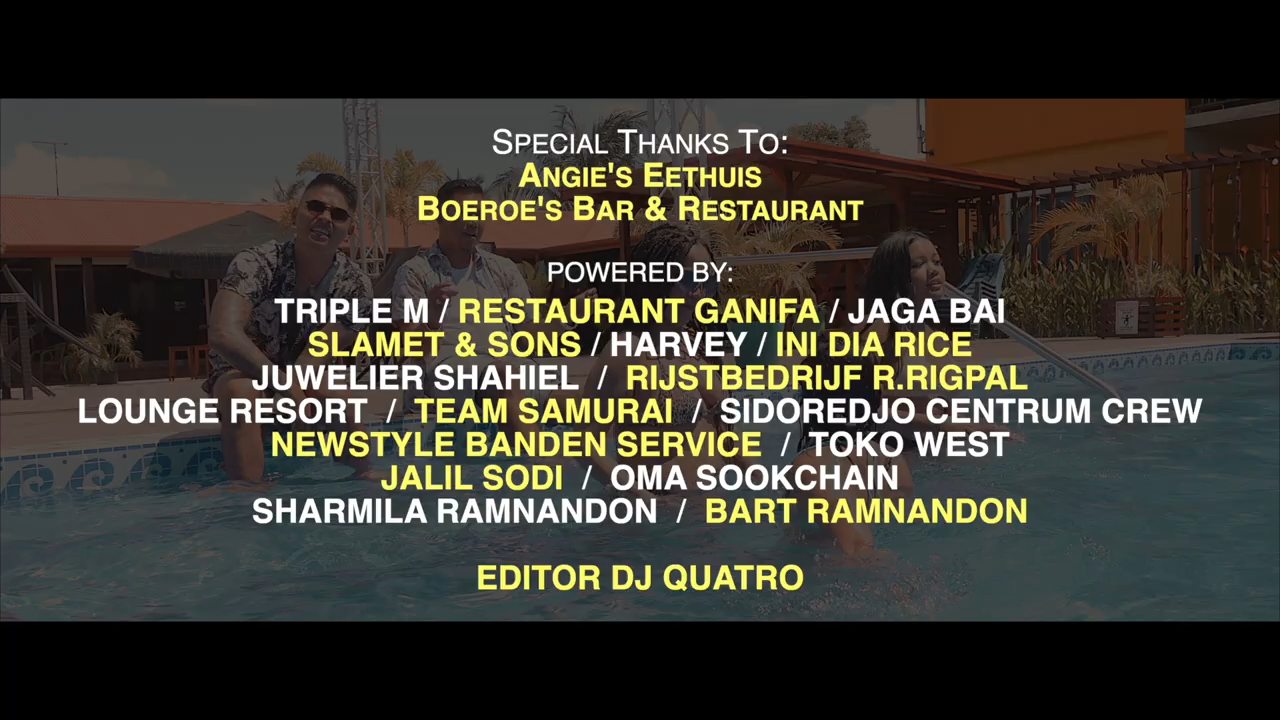 SPECIAL THANKS TO:
ANGIE'S EETHUIS
BOEROE'S BAR & RESTAURANT
POWERED BY:
TRIPLE M / RESTAURANT GANIFA / JAGA BAI
SLAMET & SONS / HARVEY / INI DIA RICE
JUWELIER SHAHIEL / RIJSTBEDRIJF R.RIGPAL
LOUNGE RESORT / TEAM SAMURAI / SIDOREDJO CENTRUM CREW
NEWSTYLE BANDEN SERVICE / TOKO WEST
JALIL SODI / OMA SOOKCHAIN
SHARMILA RAMNANDON / BART RAMNANDON
EDITOR DJ QUATRO